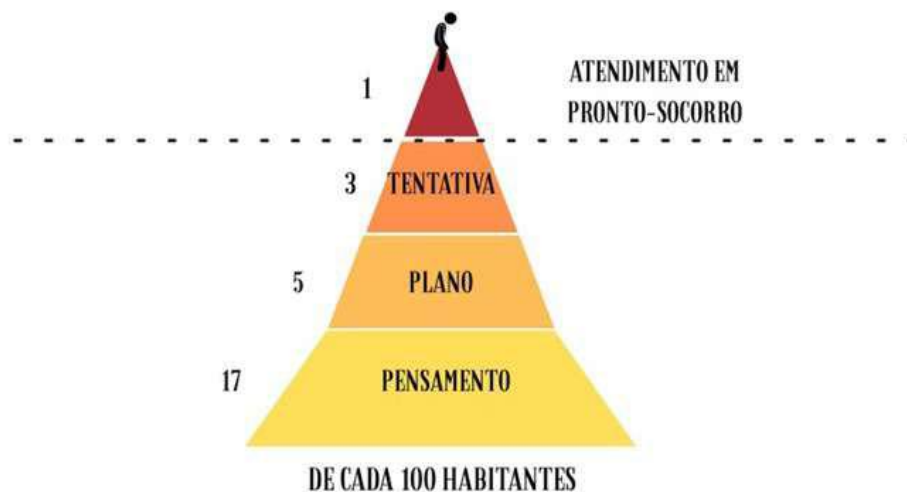 1
ATENDIMENTO EM
PRONTO-SOCORRO
3
TENTATIVA
5
PLANO
17
PENSAMENTO
DE CADA 100 HABITANTES